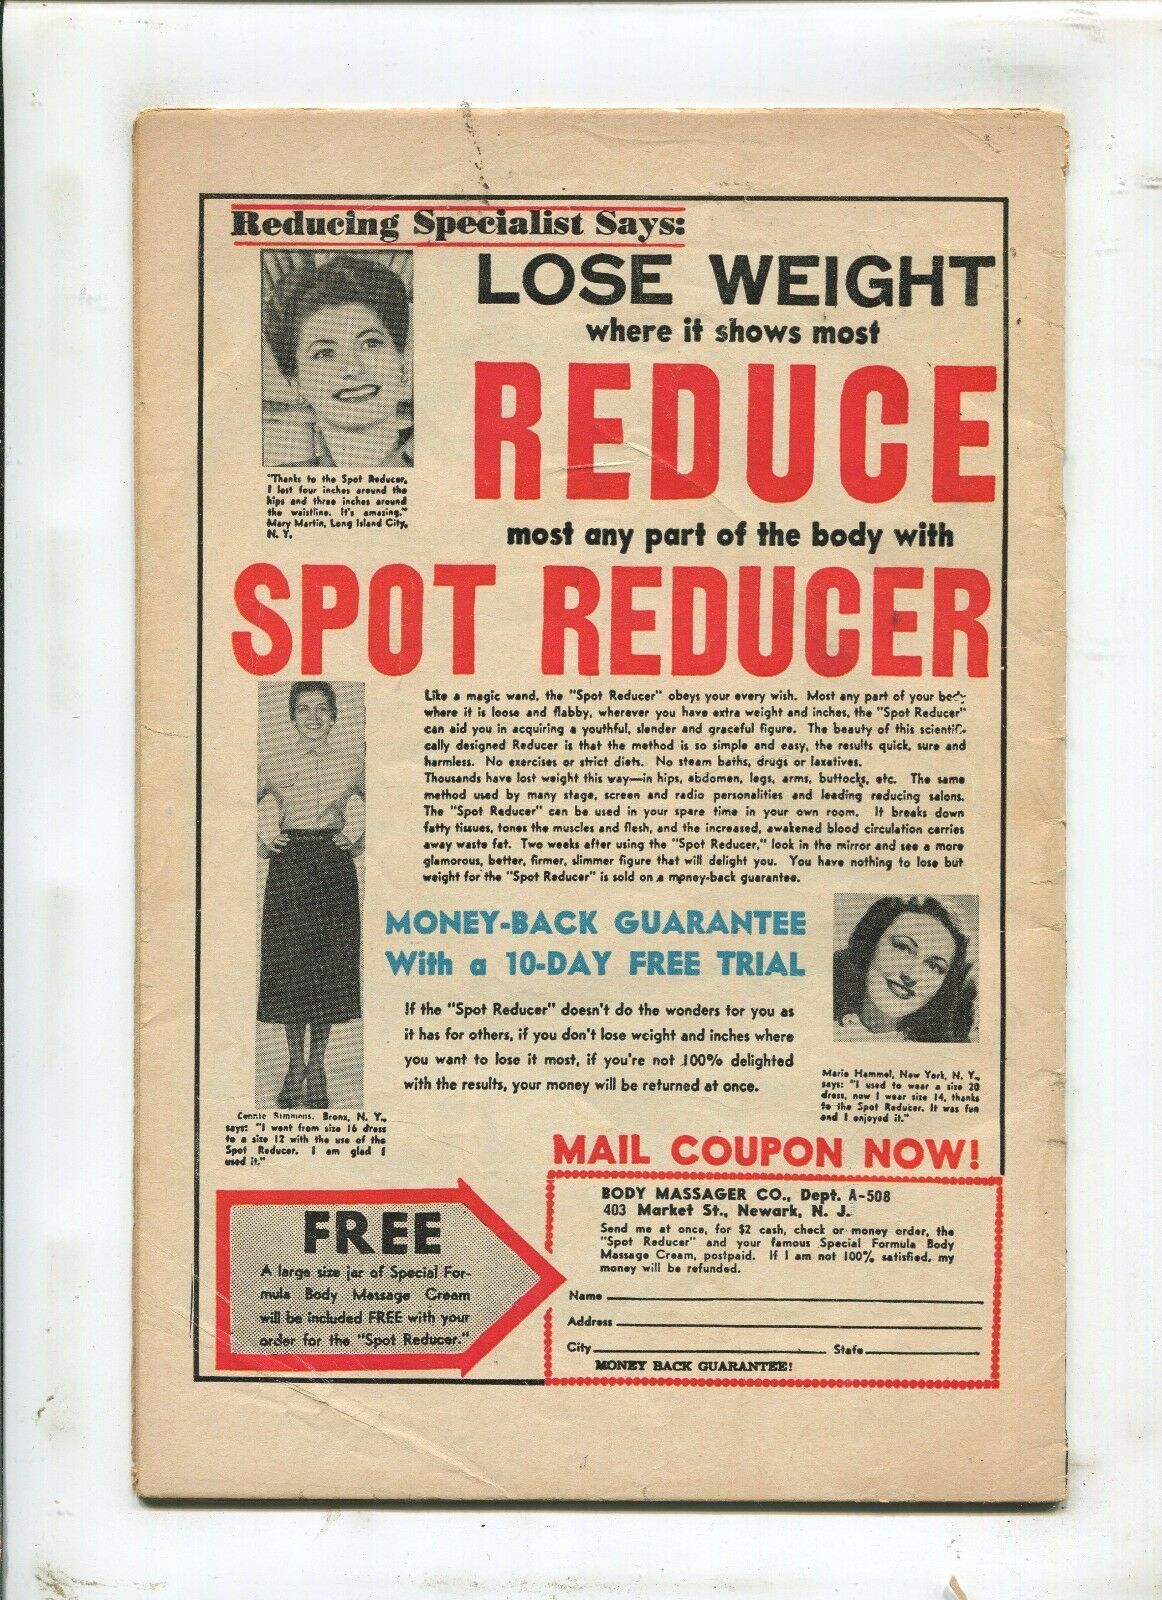 Reducing Specialist Says:
LOSE WEIGHT
where it shows most
REDUCE
most any part of the body with
SPOT REDUCER
"Thanks to the Spot Reducer,
I lost four inches around the
hips and three inches around
the waistline. It's amazing."
Mary Martin, Long Island City,
N. Y.
Like a magic wand, the "Spot Reducer" obeys your every wish. Most any part of your body
where it is loose and flabby, wherever you have extra weight and inches, the "Spot Reducer"
can aid you in acquiring a youthful, slender and graceful figure. The beauty of this scientifi-
cally designed Reducer is that the method is so simple and easy, the results quick, sure and
harmless. No exercises or strict diets. No steam baths, drugs or laxatives.
Thousands have lost weight this way—in hips, abdomen, legs, arms, buttocks, etc. The same
method used by many stage, screen and radio personalities and leading reducing salons.
The "Spot Reducer" can be used in your spare time in your own room. It breaks down
fatty tissues, tones the muscles and flesh, and the increased, awakened blood circulation carries
away waste fat. Two weeks after using the "Spot Reducer," look in the mirror and see a more
glamorous, better, firmer, slimmer figure that will delight you. You have nothing to lose but
weight for the "Spot Reducer" is sold on a money-back guarantee.
MONEY-BACK GUARANTEE
With a 10-DAY FREE TRIAL
If the "Spot Reducer" doesn't do the wonders for you as
it has for others, if you don't lose weight and inches where
you want to lose it most, if you're not 100% delighted
with the results, your money will be returned at once.
Marie Hammel, New York, N. Y.,
says: "I used to wear a size 20
dress, now I wear size 14, thanks
to the Spot Reducer. It was fun
and I enjoyed it."
Connie Simmons, Bronx, N. Y.,
says: "I went from size 16 dress
to a size 12 with the use of the
Spot Reducer. I am glad I
used it."
MAIL COUPON NOW!
FREE
A large size jar of Special For-
mula Body Massage Cream
will be included FREE with your
order for the "Spot Reducer."
BODY MASSAGER CO., Dept. A-508
403 Market St., Newark, N. J.
Send me at once, for $2 cash, check or money order, the
"Spot Reducer" and your famous Special Formula Body
Massage Cream, postpaid. If I am not 100% satisfied, my
money will be refunded.
Name
Address
City State
MONEY BACK GUARANTEE!